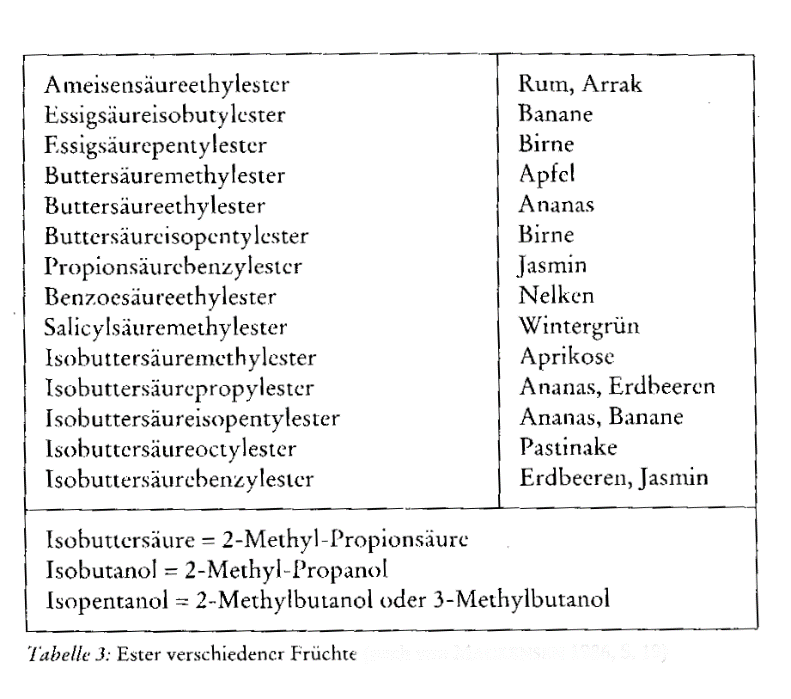 Ameisensäureethylester Rum, Arrak
Essigsäureisobutylester Banane
Essigsäurepentylester Birne
Buttersäuremethylester Apfel
Buttersäureethylester Ananas
Buttersäureisopentylester Birne
Propionsäurebenzylester Jasmin
Benzoesäureethylester Nelken
Salicylsäuremethylester Wintergrün
Isobuttersäuremethylester Aprikose
Isobuttersäurepropylester Ananas, Erdbeeren
Isobuttersäureisopentylester Ananas, Banane
Isobuttersäureoctylester Pastinake
Isobuttersäurebenzylester Erdbeeren, Jasmin
Isobuttersäure = 2-Methyl-Propionsäure
Isobutanol = 2-Methyl-Propanol
Isopentanol = 2-Methylbutanol oder 3-Methylbutanol
Tabelle 3: Ester verschiedener Früchte